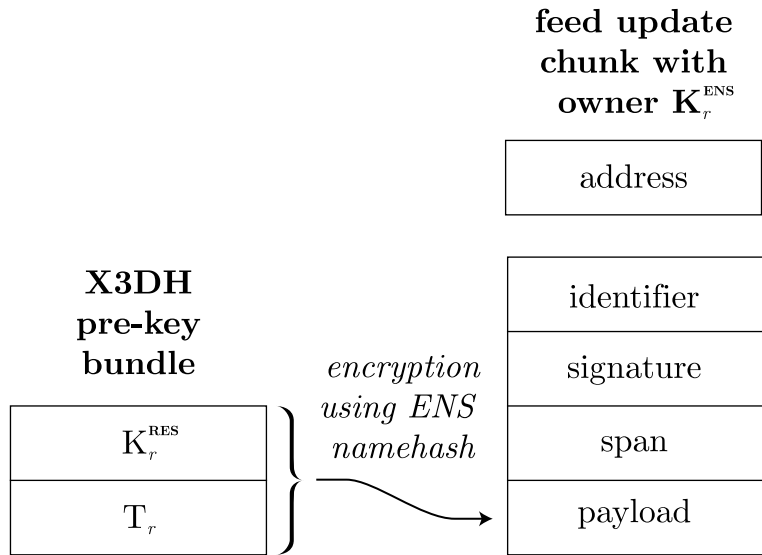 feed update
chunk with
owner K_r^ENS
address
identifier
signature
span
payload
X3DH
pre-key
bundle
K_r^RES
T_r
encryption
using ENS
namehash